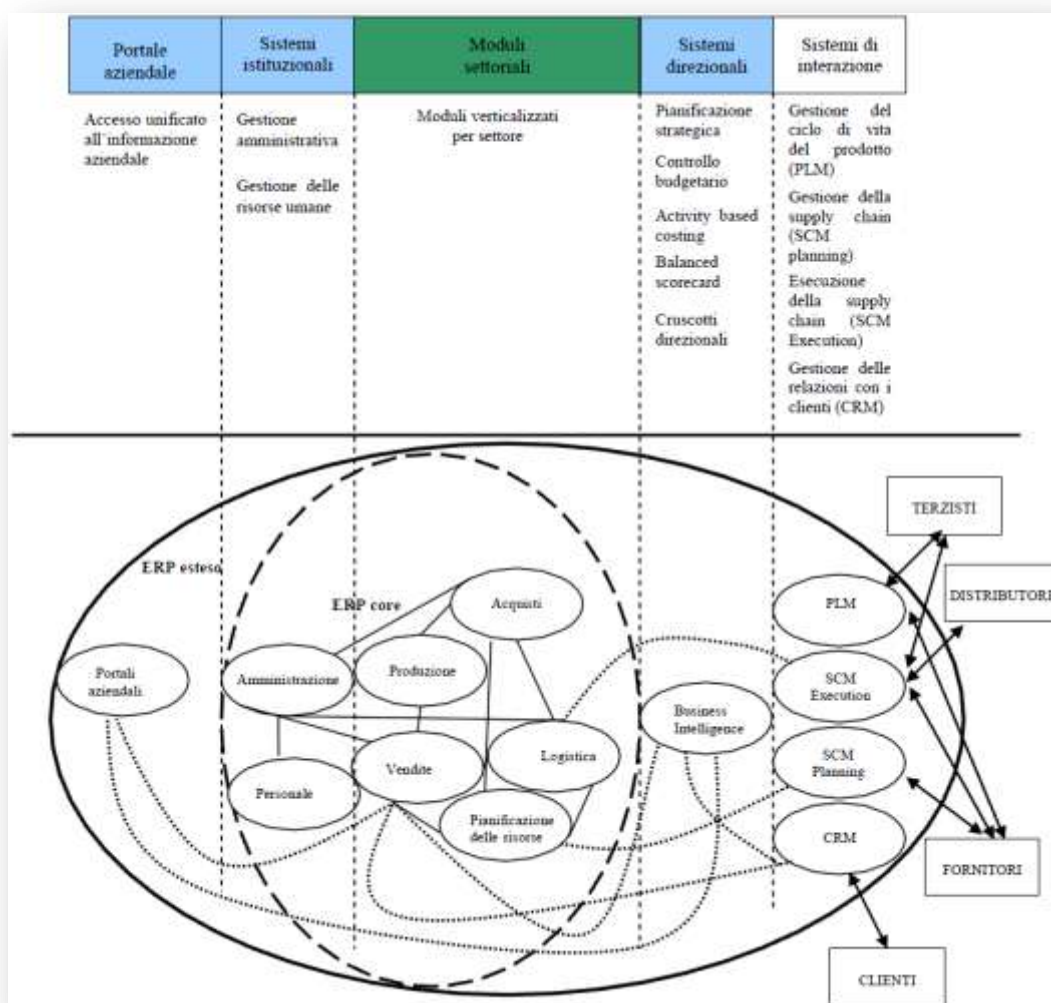 Portale
aziendale
Sistemi
istituzionali
Moduli
settoriali
Sistemi
direzionali
Sistemi di
interazione
Accesso unificato
all'informazione
aziendale
Gestione
amministrativa
Gestione delle
risorse umane
Moduli verticalizzati
per settore
Pianificazione
strategica
Controllo
budgetario
Activity based
costing
Balanced
scorecard
Cruscotti
direzionali
Gestione del
ciclo di vita
del prodotto
(PLM)
Gestione della
supply chain
(SCM
planning)
Esecuzione
della supply
chain (SCM
Execution)
Gestione delle
relazioni con i
clienti (CRM)
ERP esteso
ERP core
Portali
aziendali
Amministrazione
Personale
Acquisti
Produzione
Vendite
Logistica
Pianificazione
delle risorse
Business
Intelligence
PLM
SCM
Execution
SCM
Planning
CRM
TERZISTI
DISTRIBUTORI
FORNITORI
CLIENTI